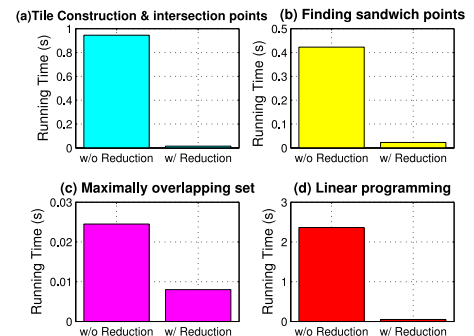 (a)Tile Construction & intersection points
Running Time (s)
1
0.8
0.6
0.4
0.2
0
w/o Reduction w/ Reduction
(b) Finding sandwich points
Running Time (s)
0.5
0.4
0.3
0.2
0.1
0
w/o Reduction w/ Reduction
(c) Maximally overlapping set
Running Time (s)
0.03
0.02
0.01
0
w/o Reduction w/ Reduction
(d) Linear programming
Running Time (s)
3
2
1
0
w/o Reduction w/ Reduction